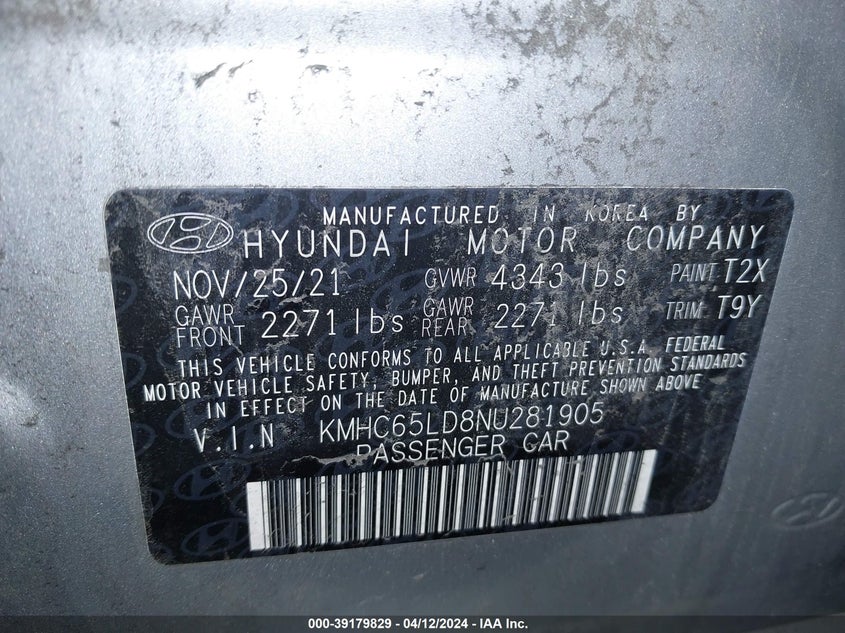 MANUFACTURED IN KOREA BY
HYUNDAI MOTOR COMPANY
NOV/25/21 GVWR 4343 lbs PAINT T2X
GAWR FRONT 2271 lbs GAWR REAR 2271 lbs TRIM T9Y
THIS VEHICLE CONFORMS TO ALL APPLICABLE U.S.A. FEDERAL
MOTOR VEHICLE SAFETY, BUMPER, AND THEFT PREVENTION STANDARDS
IN EFFECT ON THE DATE OF MANUFACTURE SHOWN ABOVE
V.I.N KMHC65LD8NU281905
PASSENGER CAR
000-39179829 - 04/12/2024 - IAA Inc.